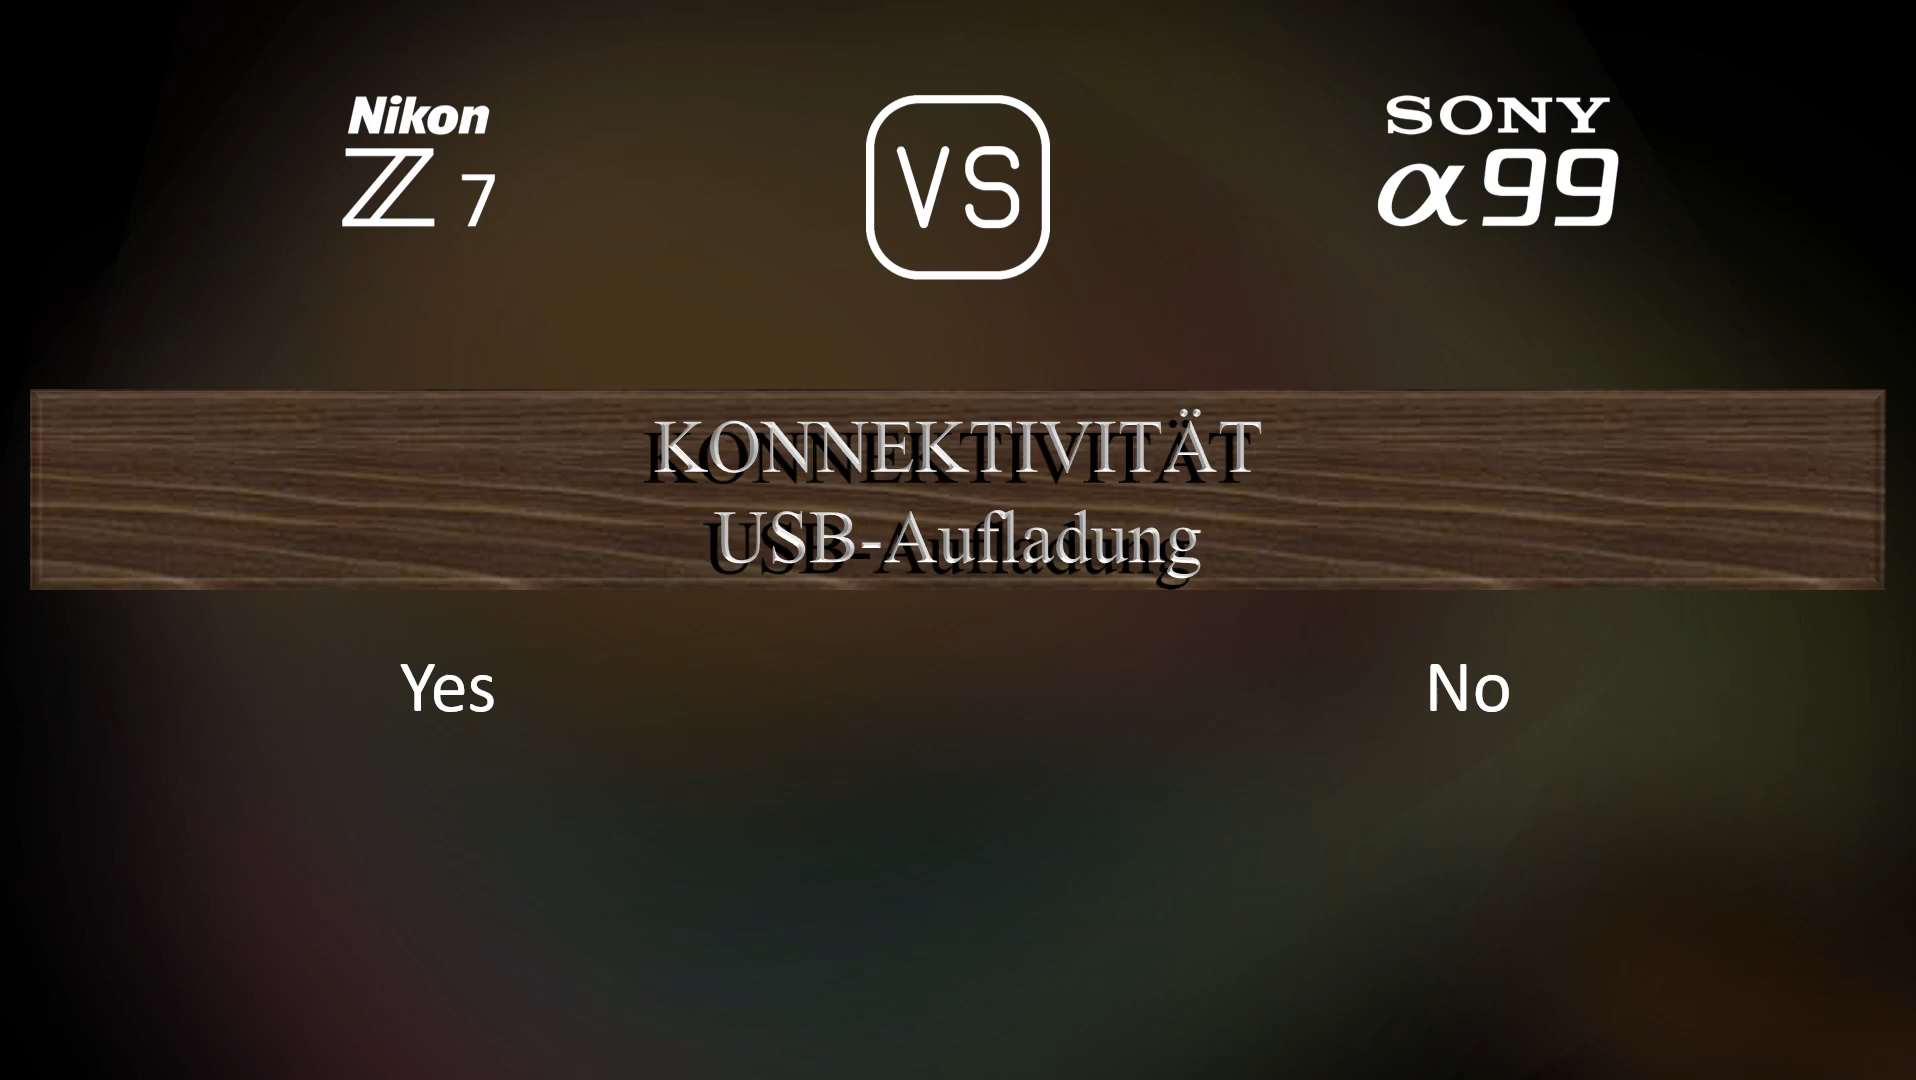 Nikon
Z 7
VS
SONY
α99
KONNEKTIVITÄT
USB-Aufladung
Yes
No